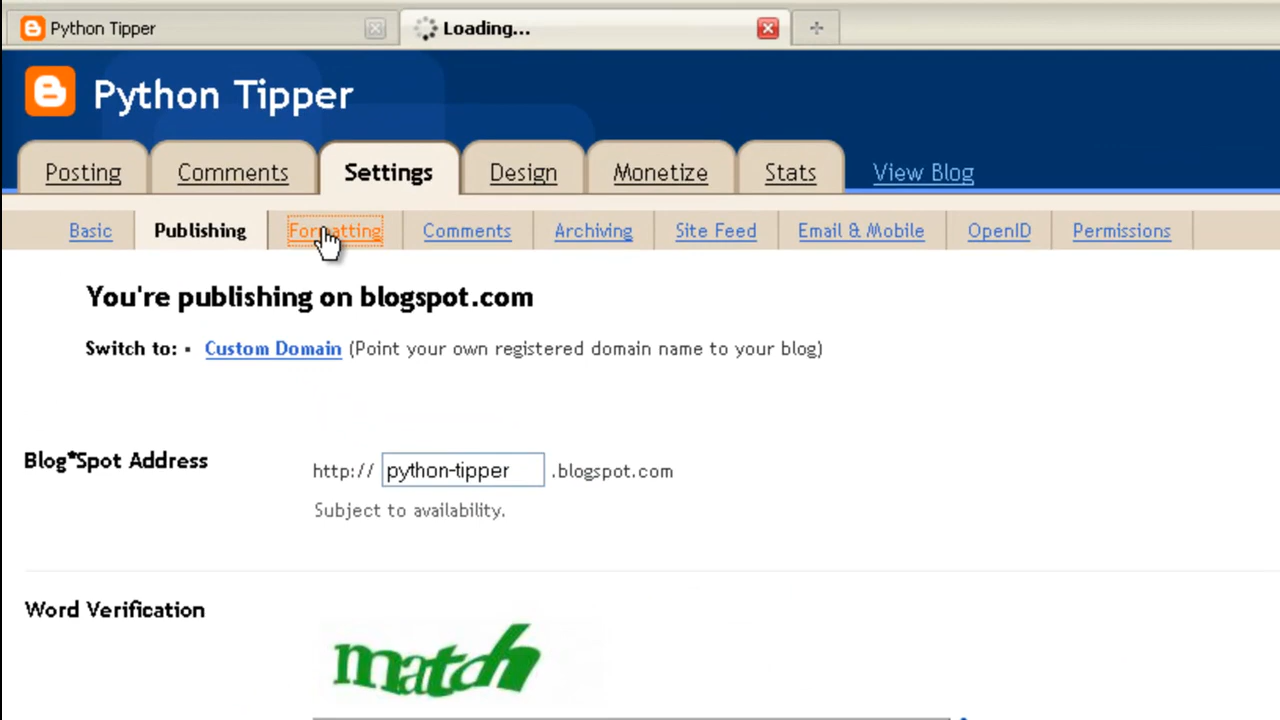 Python Tipper
Loading...
Python Tipper
Posting Comments Settings Design Monetize Stats View Blog
Basic Publishing Formatting Comments Archiving Site Feed Email & Mobile OpenID Permissions
You're publishing on blogspot.com
Switch to: • Custom Domain (Point your own registered domain name to your blog)
Blog*Spot Address http:// python-tipper .blogspot.com
Subject to availability.
Word Verification
match